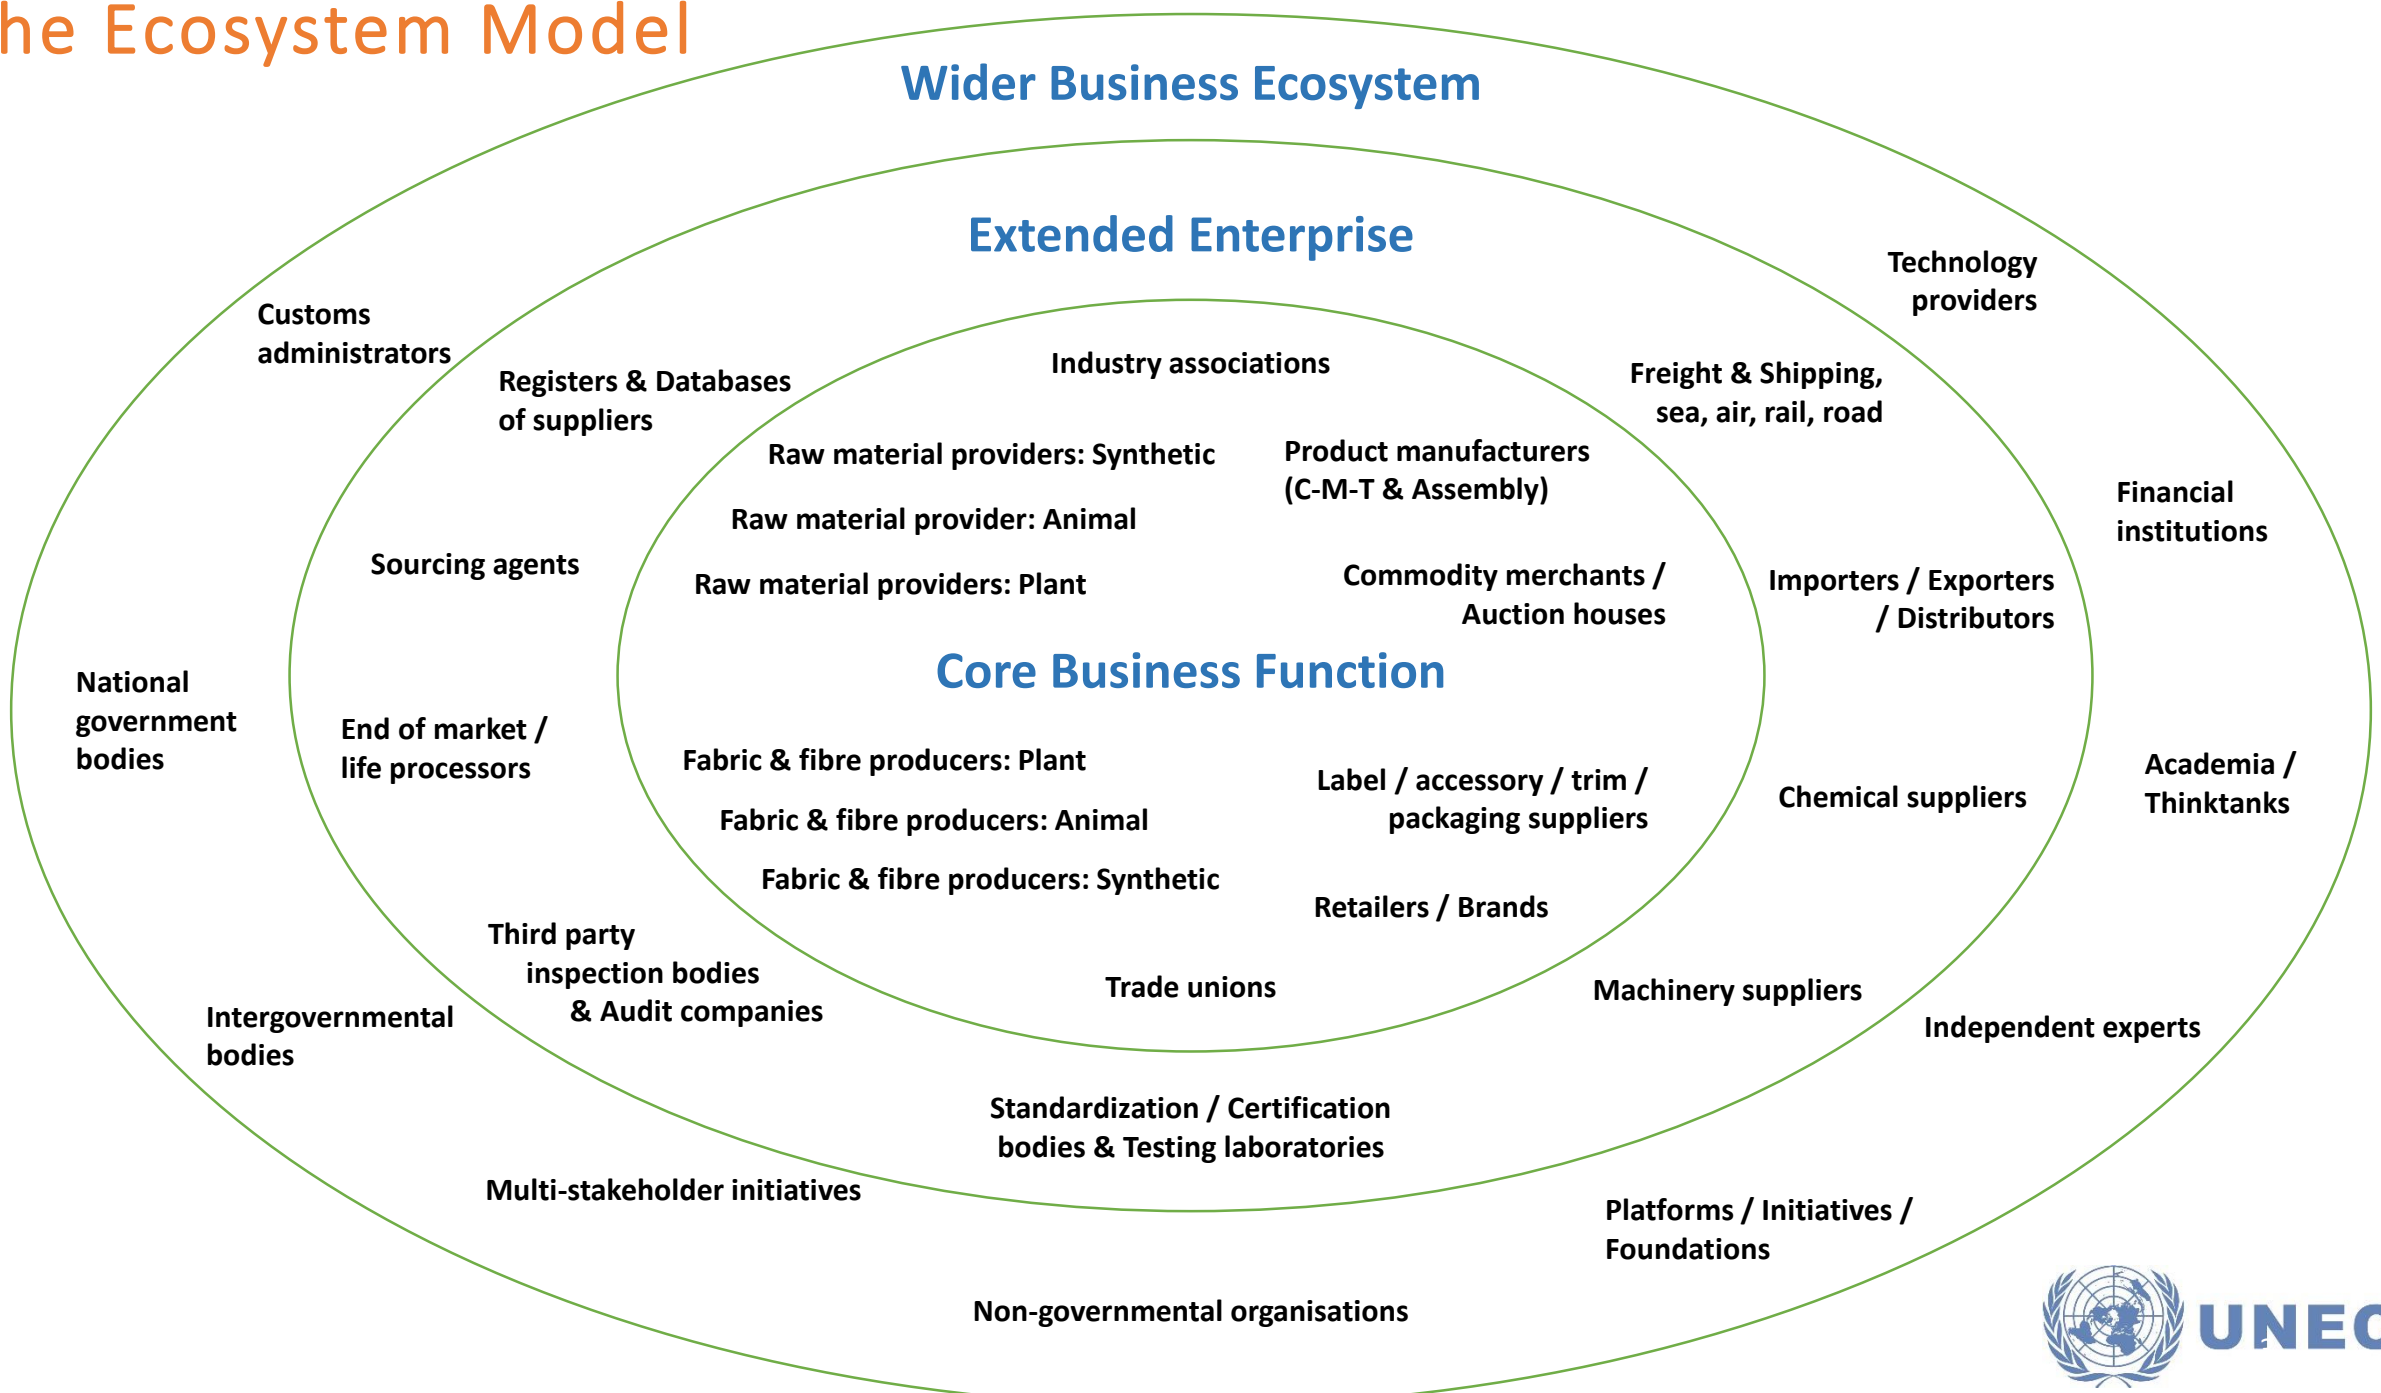 he Ecosystem Model
Wider Business Ecosystem
Extended Enterprise
Technology
providers
Customs
administrators
Registers & Databases
of suppliers
Industry associations
Freight & Shipping,
sea, air, rail, road
Raw material providers: Synthetic
Product manufacturers
(C-M-T & Assembly)
Raw material provider: Animal
Financial
institutions
Sourcing agents
Raw material providers: Plant
Commodity merchants /
Auction houses
Importers / Exporters
/ Distributors
Core Business Function
National
government
bodies
End of market /
life processors
Fabric & fibre producers: Plant
Label / accessory / trim /
packaging suppliers
Chemical suppliers
Academia /
Thinktanks
Fabric & fibre producers: Animal
Fabric & fibre producers: Synthetic
Retailers / Brands
Third party
inspection bodies
& Audit companies
Trade unions
Machinery suppliers
Intergovernmental
bodies
Independent experts
Standardization / Certification
bodies & Testing laboratories
Multi-stakeholder initiatives
Platforms / Initiatives /
Foundations
Non-governmental organisations
UNEC